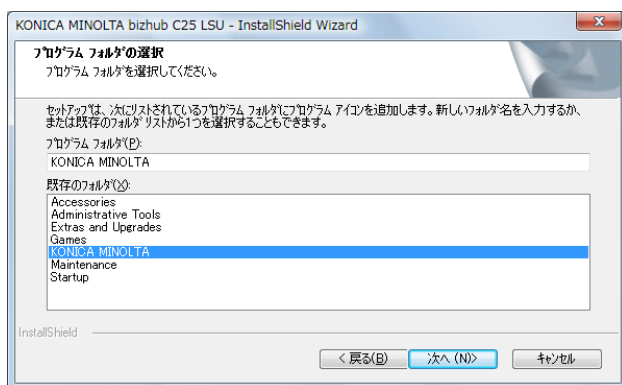 KONICA MINOLTA bizhub C25 LSU - InstallShield Wizard
プログラム フォルダの選択
プログラム フォルダを選択してください。
セットアップは、次にリストされているプログラム フォルダにプログラム アイコンを追加します。新しいフォルダ名を入力するか、
または既存のフォルダ リストから1つを選択することもできます。
プログラム フォルダ(P):
KONICA MINOLTA
既存のフォルダ(X):
Accessories
Administrative Tools
Extras and Upgrades
Games
KONICA MINOLTA
Maintenance
Startup
InstallShield
< 戻る(B)
次へ (N)>
キャンセル